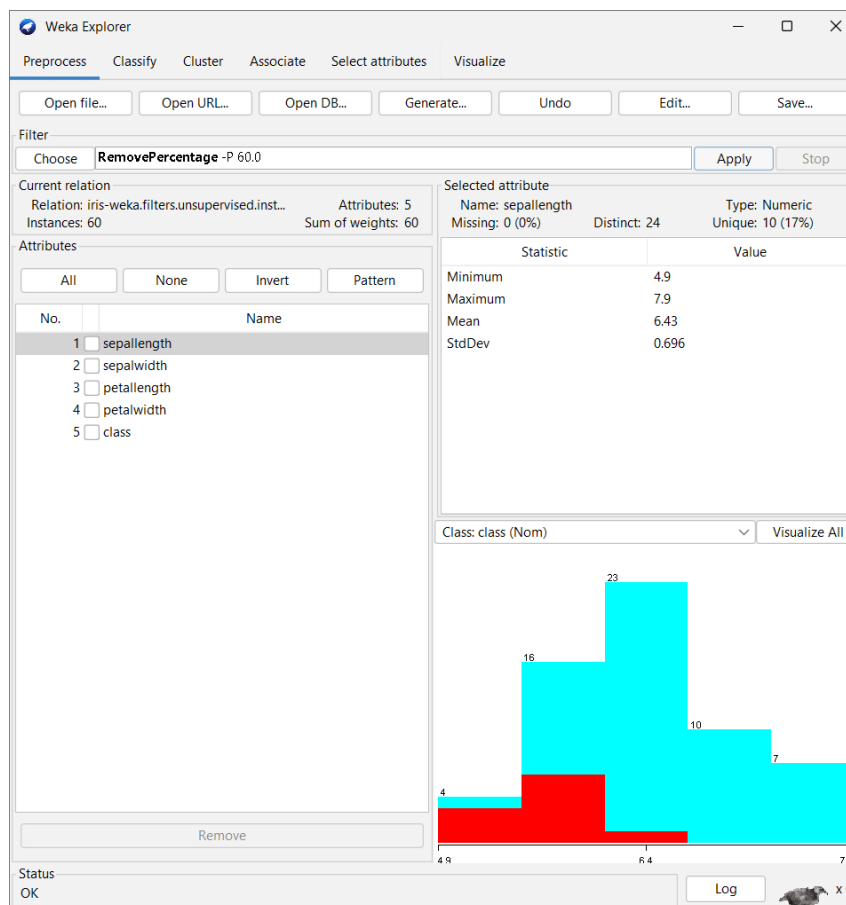 Weka Explorer
Preprocess Classify Cluster Associate Select attributes Visualize
Open file... Open URL... Open DB... Generate... Undo Edit... Save...
Filter
Choose RemovePercentage -P 60.0 Apply Stop
Current relation
Relation: iris-weka.filters.unsupervised.inst... Attributes: 5
Instances: 60 Sum of weights: 60
Attributes
All None Invert Pattern
No. Name
1 sepallength
2 sepalwidth
3 petallength
4 petalwidth
5 class
Remove
Selected attribute
Name: sepallength Type: Numeric
Missing: 0 (0%) Distinct: 24 Unique: 10 (17%)
Statistic Value
Minimum 4.9
Maximum 7.9
Mean 6.43
StdDev 0.696
Class: class (Nom) Visualize All
23
16
10
7
4
4.9 6.4 7
Status
OK
Log x